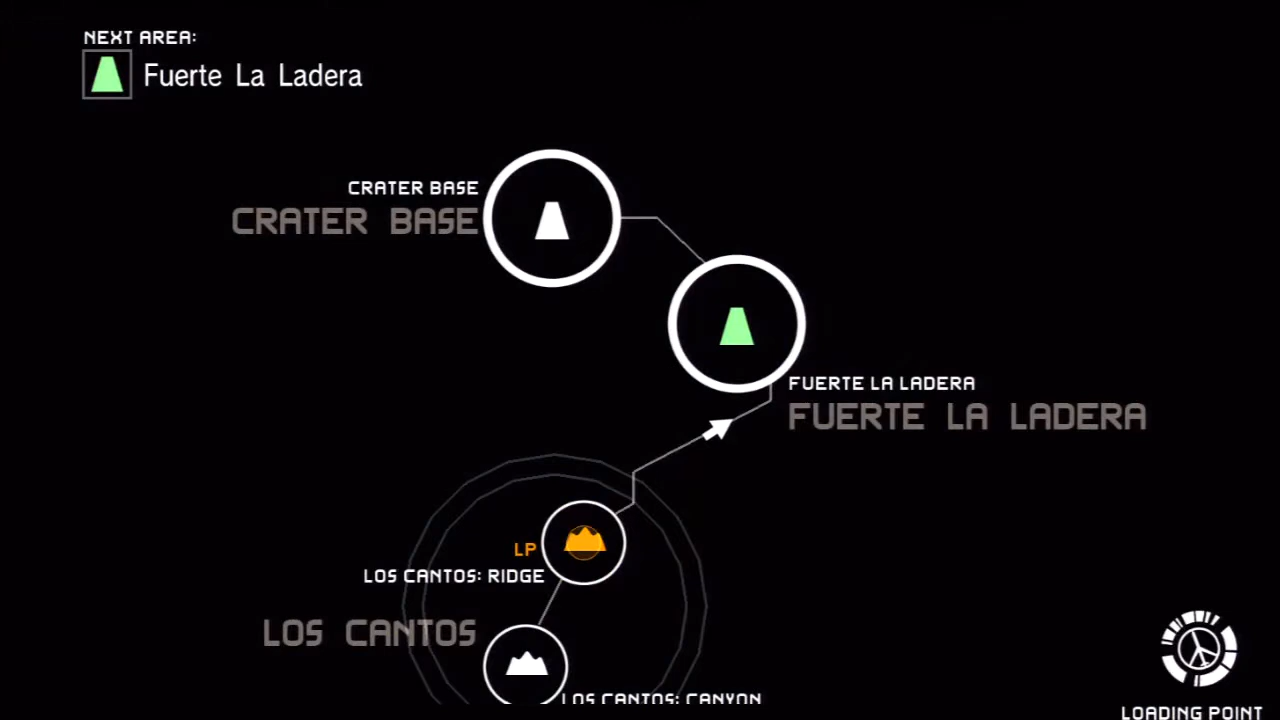 NEXT AREA:
Fuerte La Ladera
CRATER BASE
CRATER BASE
FUERTE LA LADERA
FUERTE LA LADERA
LP
LOS CANTOS: RIDGE
LOS CANTOS
LOS CANTOS: CANYON
LOADING POINT